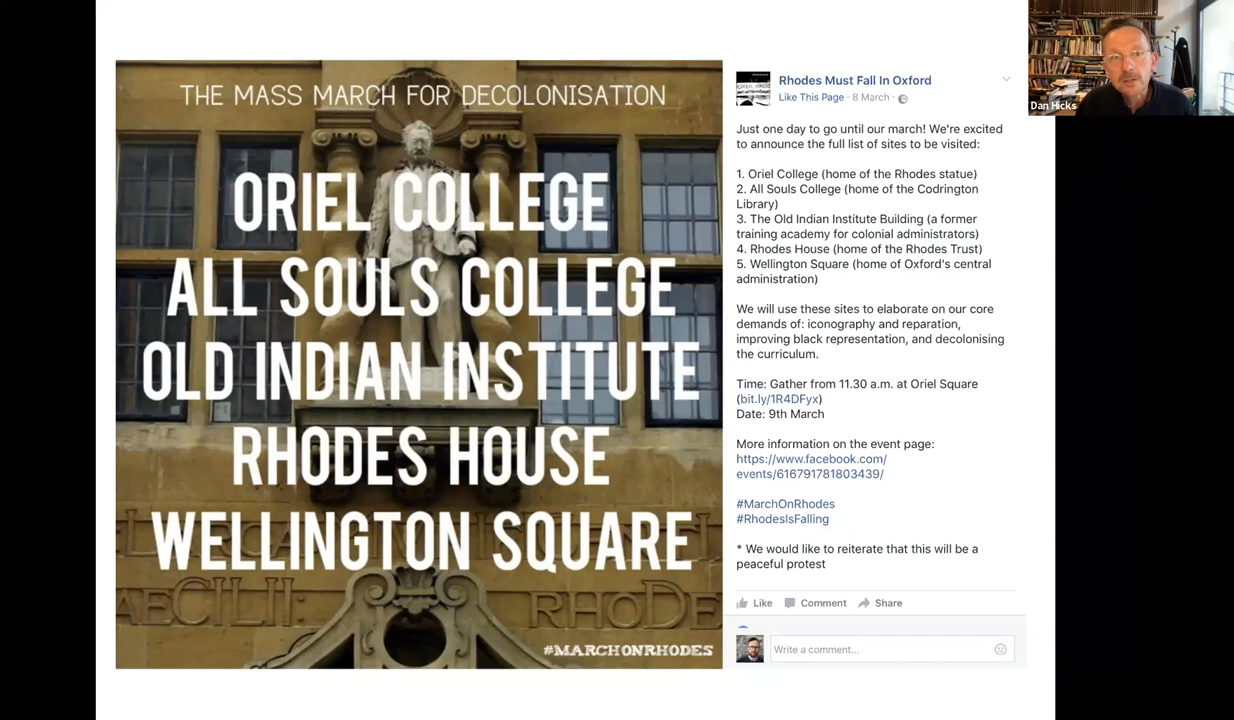 THE MASS MARCH FOR DECOLONISATION
ORIEL COLLEGE
ALL SOULS COLLEGE
OLD INDIAN INSTITUTE
RHODES HOUSE
WELLINGTON SQUARE
AECILII: RHODE
#MARCHONRHODES
Rhodes Must Fall In Oxford
Like This Page · 8 March ·
Just one day to go until our march! We're excited
to announce the full list of sites to be visited:
1. Oriel College (home of the Rhodes statue)
2. All Souls College (home of the Codrington
Library)
3. The Old Indian Institute Building (a former
training academy for colonial administrators)
4. Rhodes House (home of the Rhodes Trust)
5. Wellington Square (home of Oxford's central
administration)
We will use these sites to elaborate on our core
demands of: iconography and reparation,
improving black representation, and decolonising
the curriculum.
Time: Gather from 11.30 a.m. at Oriel Square
(bit.ly/1R4DFyx)
Date: 9th March
More information on the event page:
https://www.facebook.com/
events/616791781803439/
#MarchOnRhodes
#RhodesIsFalling
* We would like to reiterate that this will be a
peaceful protest
Like Comment Share
Write a comment...
Dan Hicks